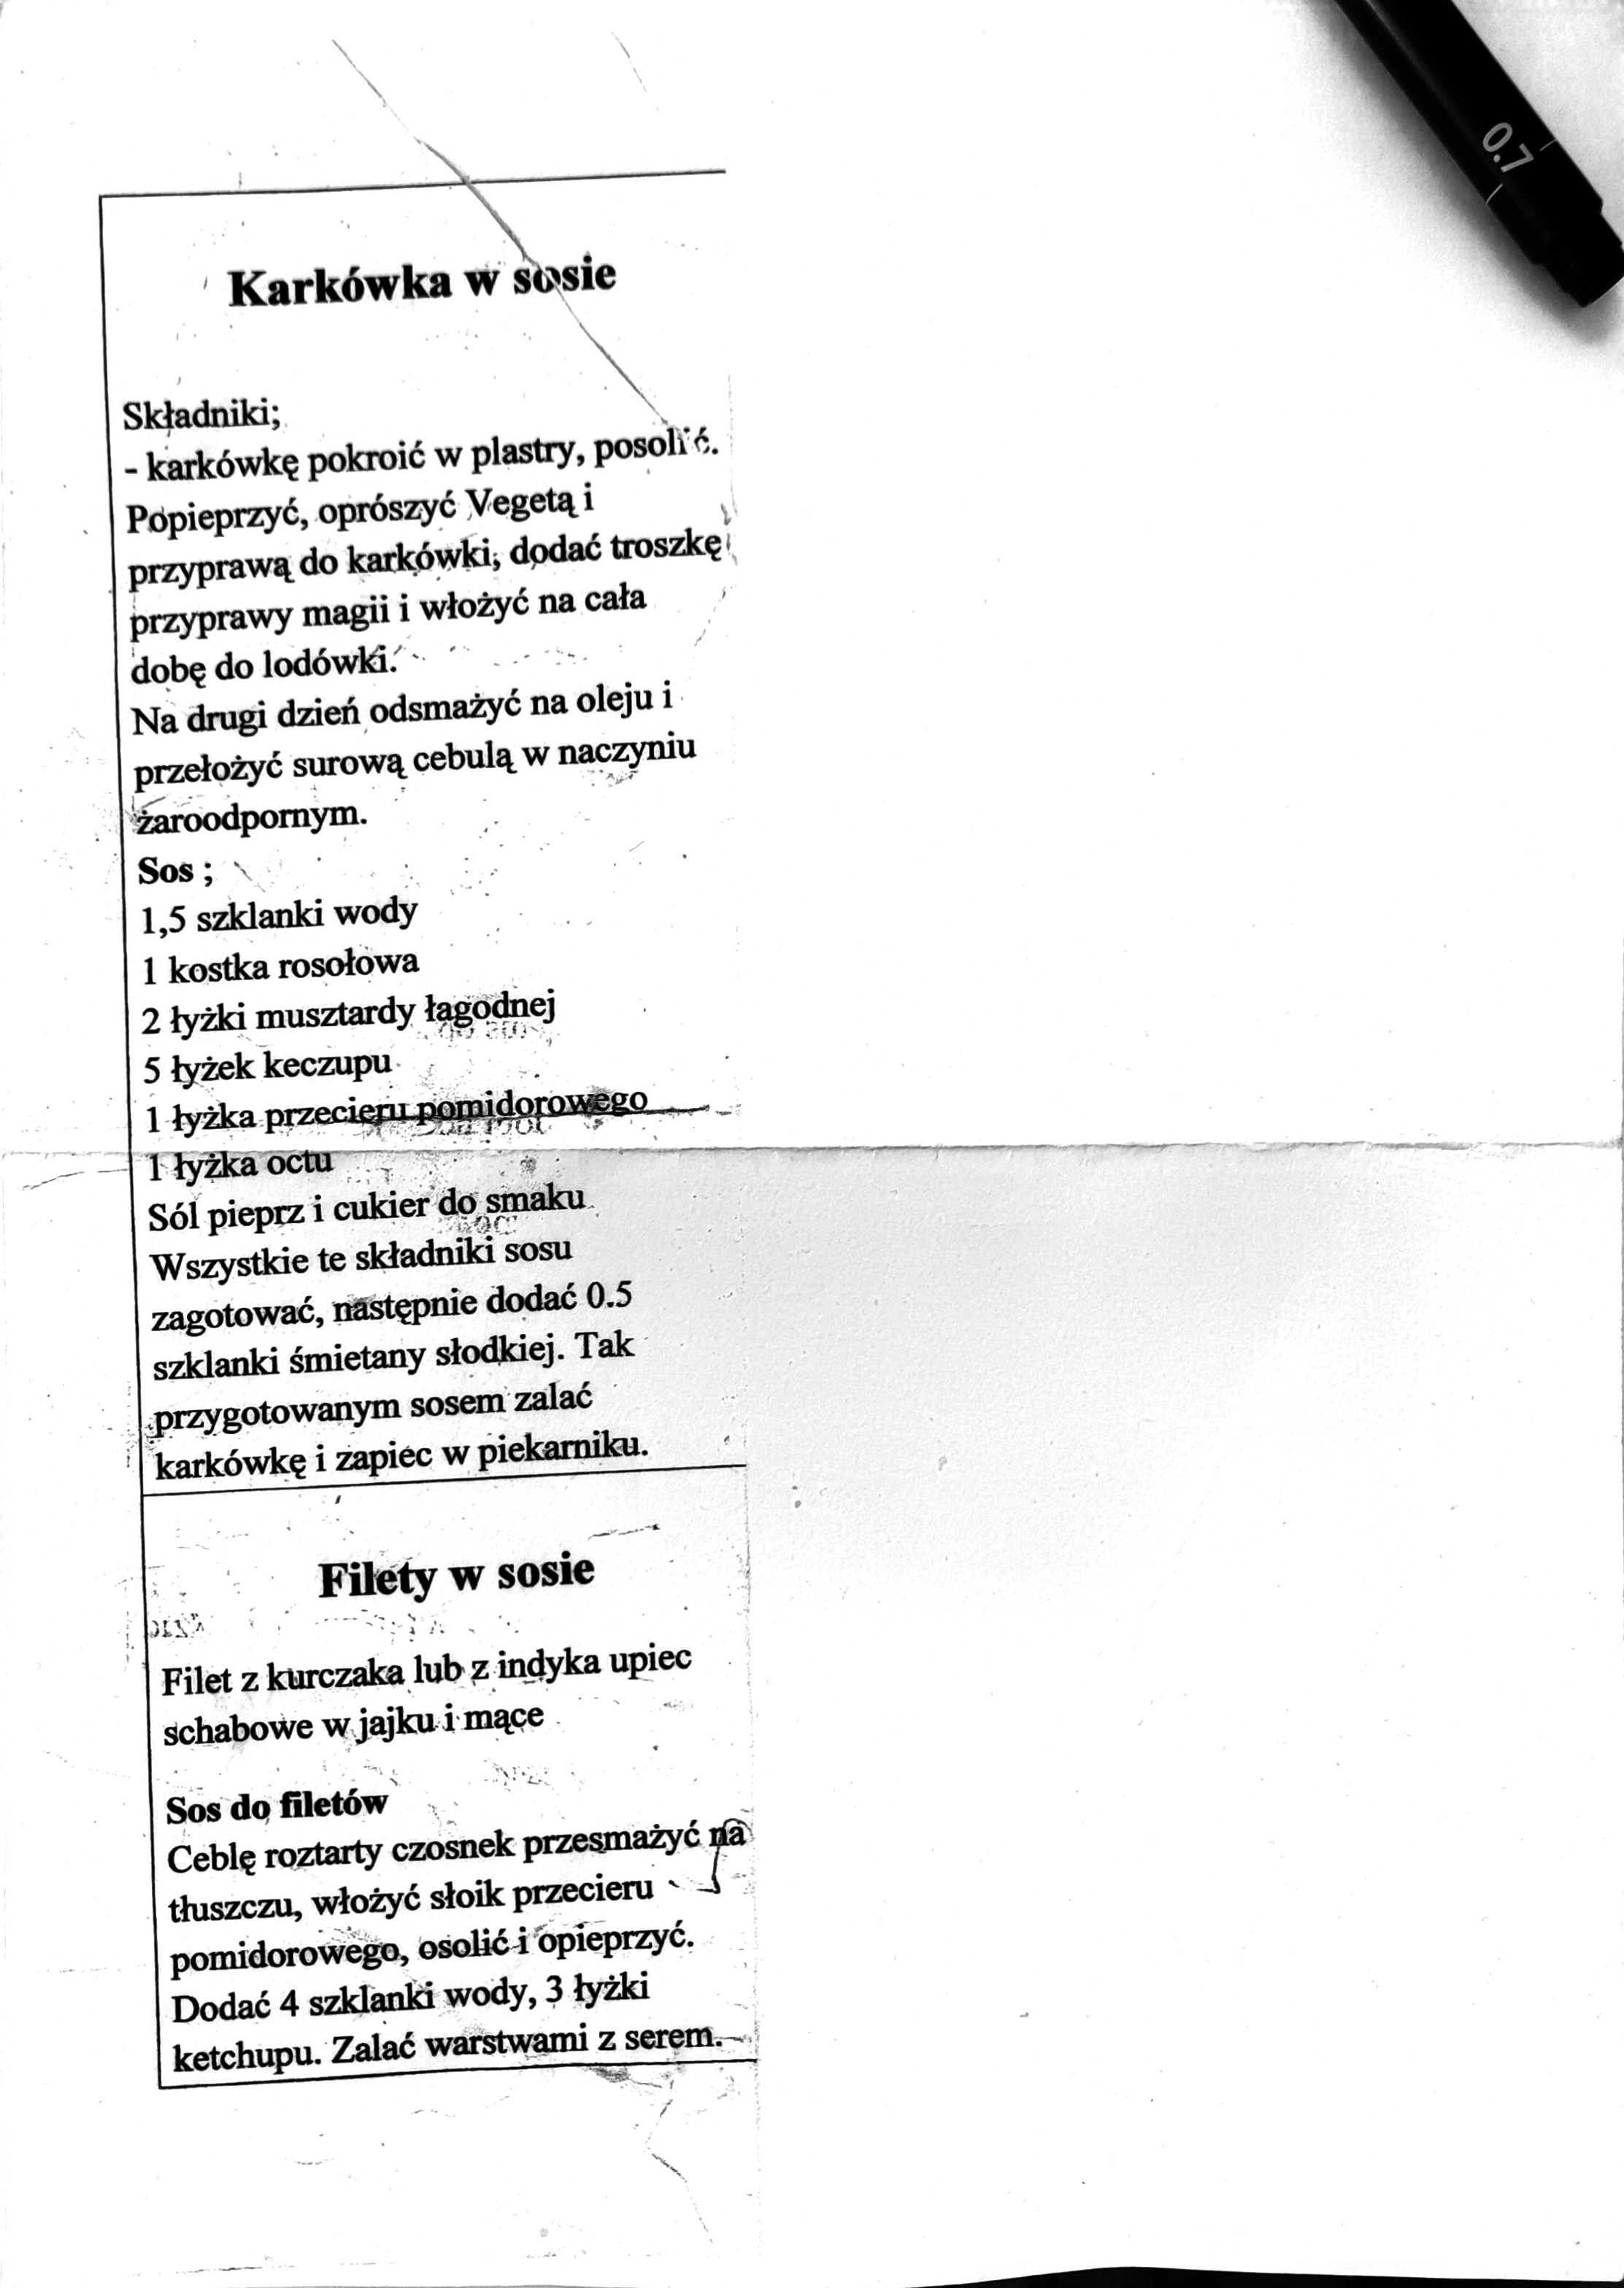 0.7
Karkówka w sosie
Składniki;
- karkówkę pokroić w plastry, posolić.
Popieprzyć, oprószyć Vegetą i
przyprawą do karkówki, dodać troszkę
przyprawy magii i włożyć na cała
dobę do lodówki.
Na drugi dzień odsmażyć na oleju i
przełożyć surową cebulą w naczyniu
żaroodpornym.
Sos ;
1,5 szklanki wody
1 kostka rosołowa
2 łyżki musztardy łagodnej
5 łyżek keczupu
1 łyżka przecieru pomidorowego
1 łyżka octu
Sól pieprz i cukier do smaku
Wszystkie te składniki sosu
zagotować, następnie dodać 0.5
szklanki śmietany słodkiej. Tak
przygotowanym sosem zalać
karkówkę i zapiec w piekarniku.
Filety w sosie
Filet z kurczaka lub z indyka upiec
schabowe w jajku i mące
Sos do filetów
Ceblę roztarty czosnek przesmażyć na
tłuszczu, włożyć słoik przecieru
pomidorowego, osolić i opieprzyć.
Dodać 4 szklanki wody, 3 łyżki
ketchupu. Zalać warstwami z serem.